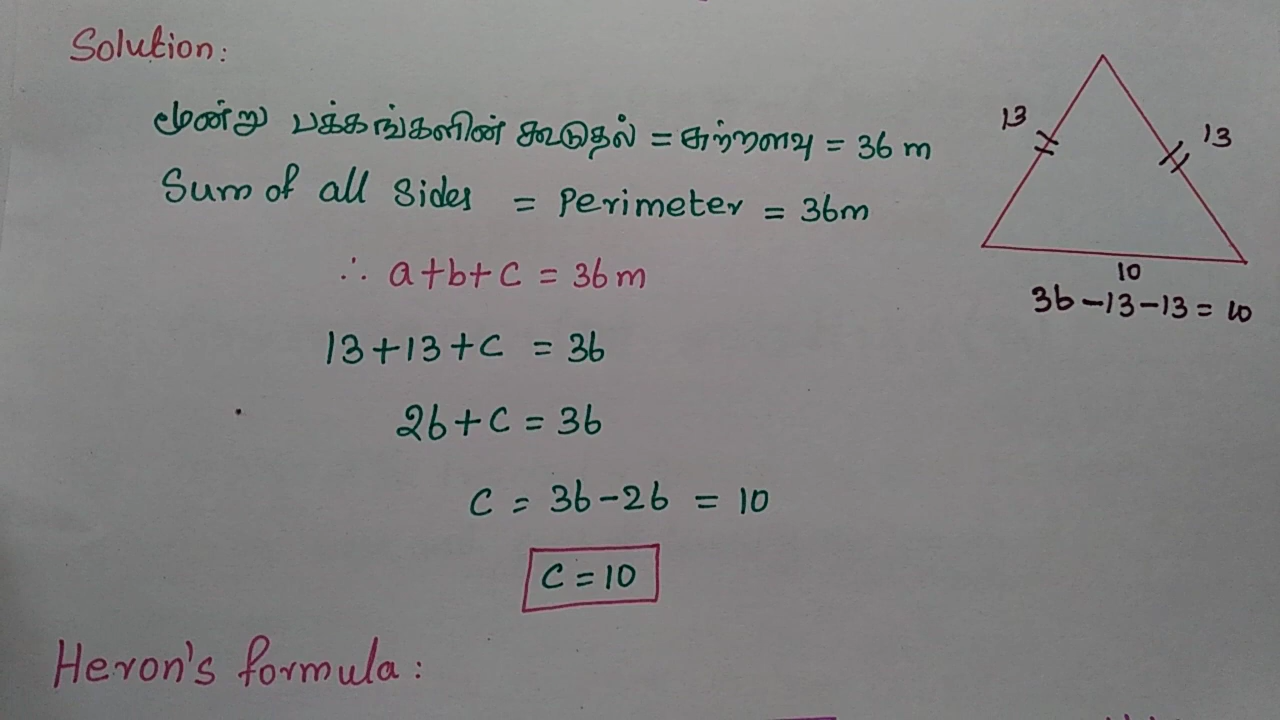 Solution:
மூன்று பக்கங்களின் கூடுதல் = சுற்றளவு = 36 m
Sum of all Sides = Perimeter = 36m
∴ a+b+c = 36 m
13+13+c = 36
26+c = 36
c = 36-26 = 10
c = 10
Heron's formula:
13
13
10
36-13-13 = 10